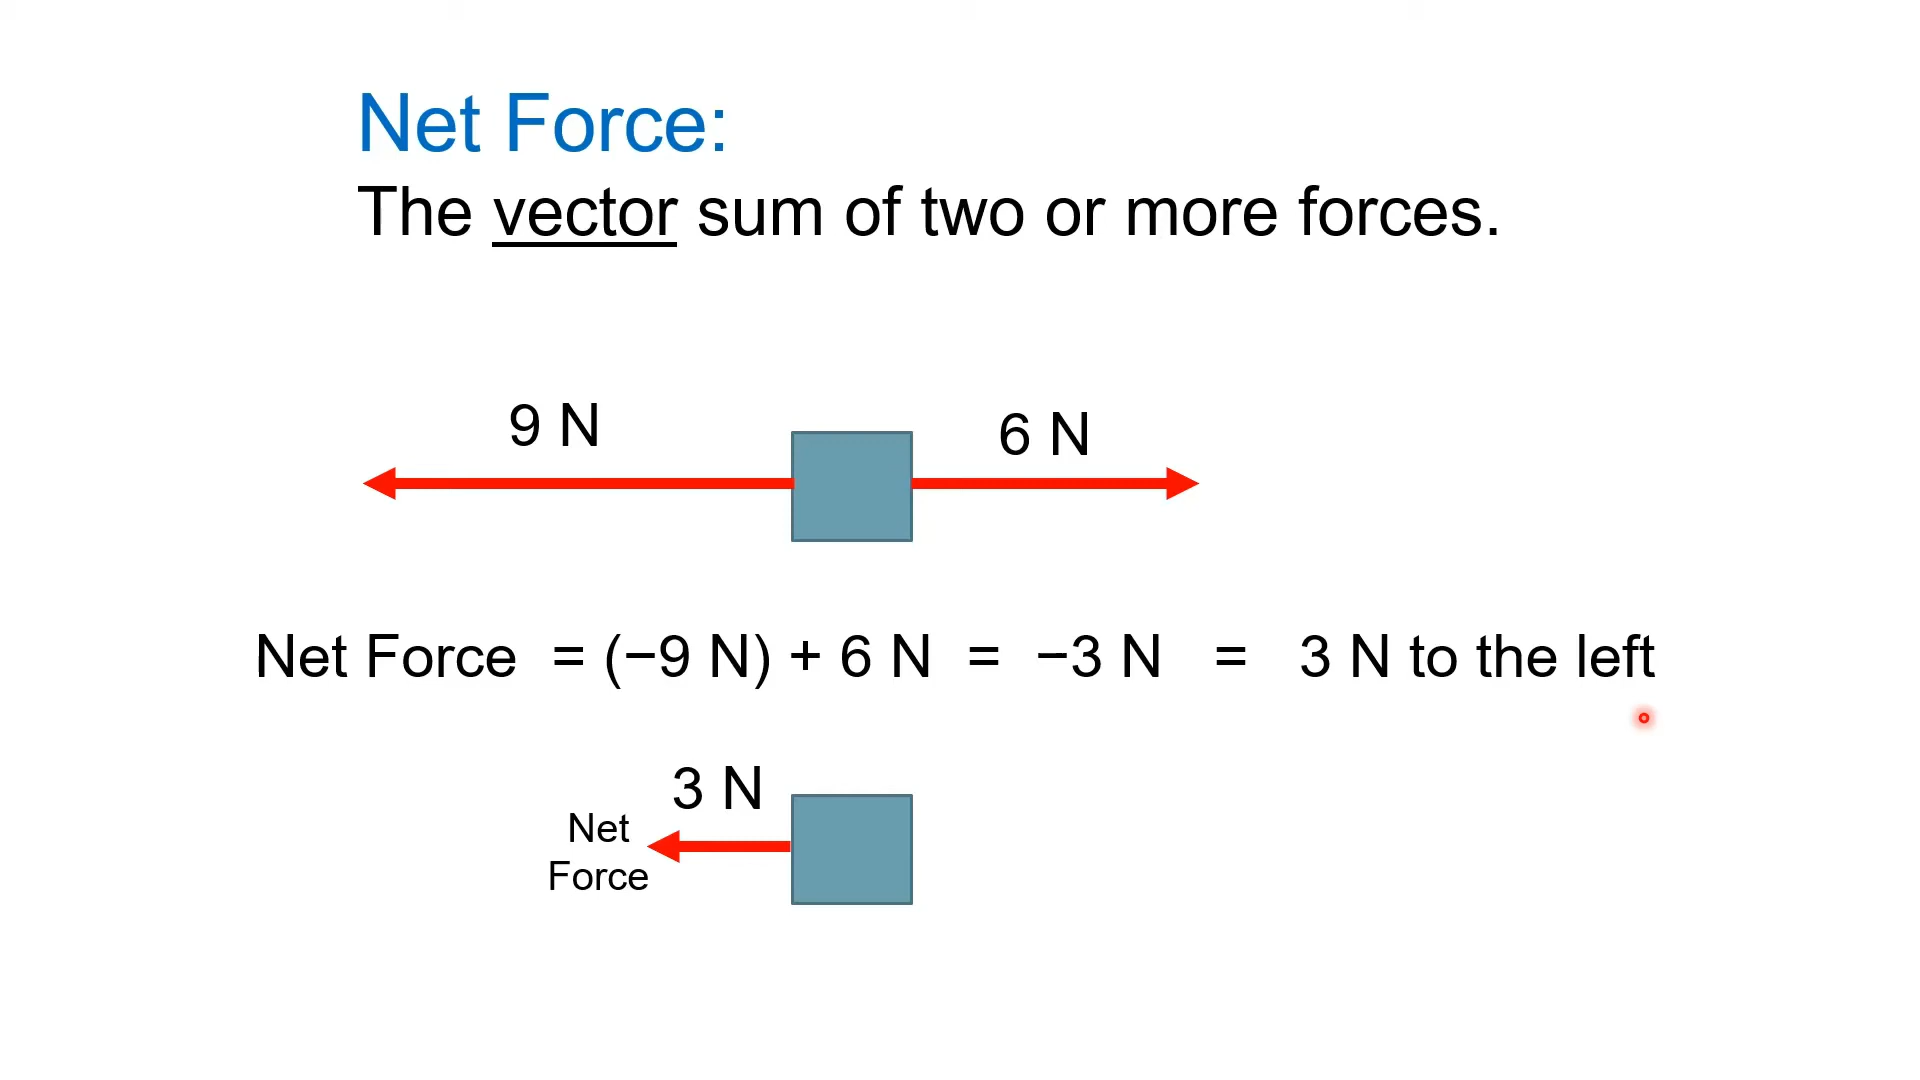 Net Force:
The vector sum of two or more forces.
9 N
6 N
Net Force = (−9 N) + 6 N = −3 N = 3 N to the left
3 N
Net
Force